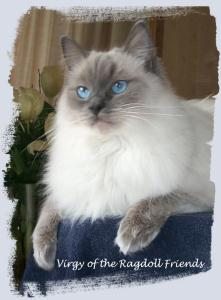 Virgy of the Ragdoll Friends